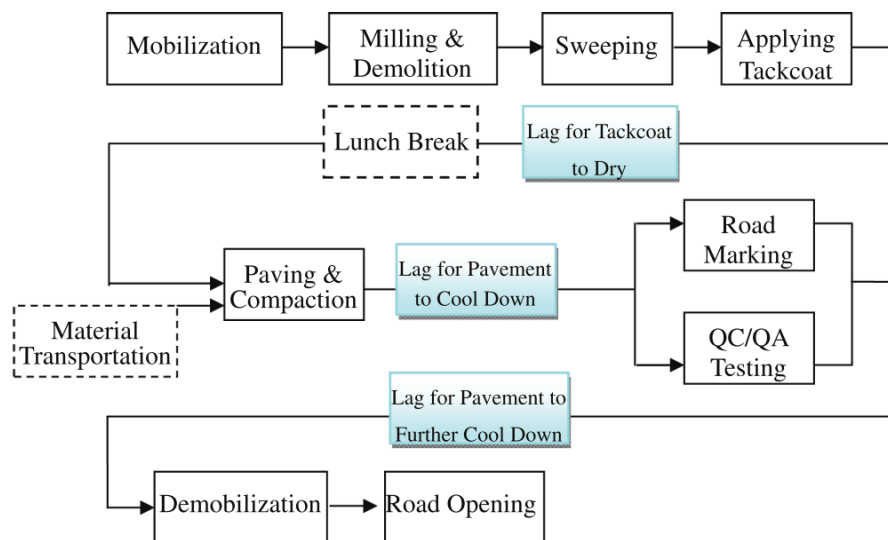 Mobilization
Milling &
Demolition
Sweeping
Applying
Tackcoat
Lunch Break
Lag for Tackcoat
to Dry
Paving &
Compaction
Lag for Pavement
to Cool Down
Road
Marking
Material
Transportation
QC/QA
Testing
Lag for Pavement to
Further Cool Down
Demobilization
Road Opening